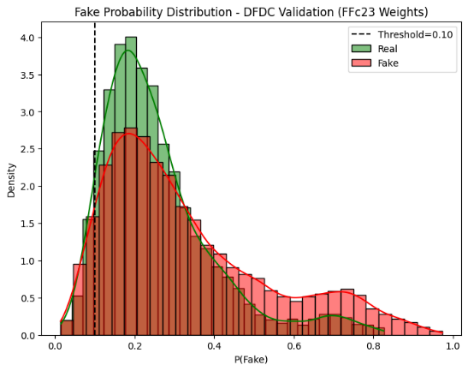 Fake Probability Distribution - DFDC Validation (FFc23 Weights)
Threshold=0.10
Real
Fake
4.0
3.5
3.0
2.5
2.0
1.5
1.0
0.5
0.0
Density
0.0 0.2 0.4 0.6 0.8 1.0
P(Fake)